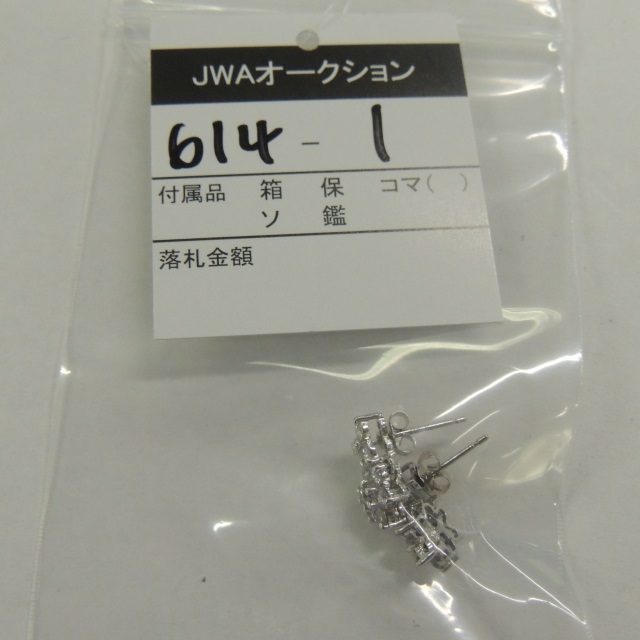 JWAオークション
614 - 1
付属品 箱 保 コマ( )
ソ 鑑
落札金額